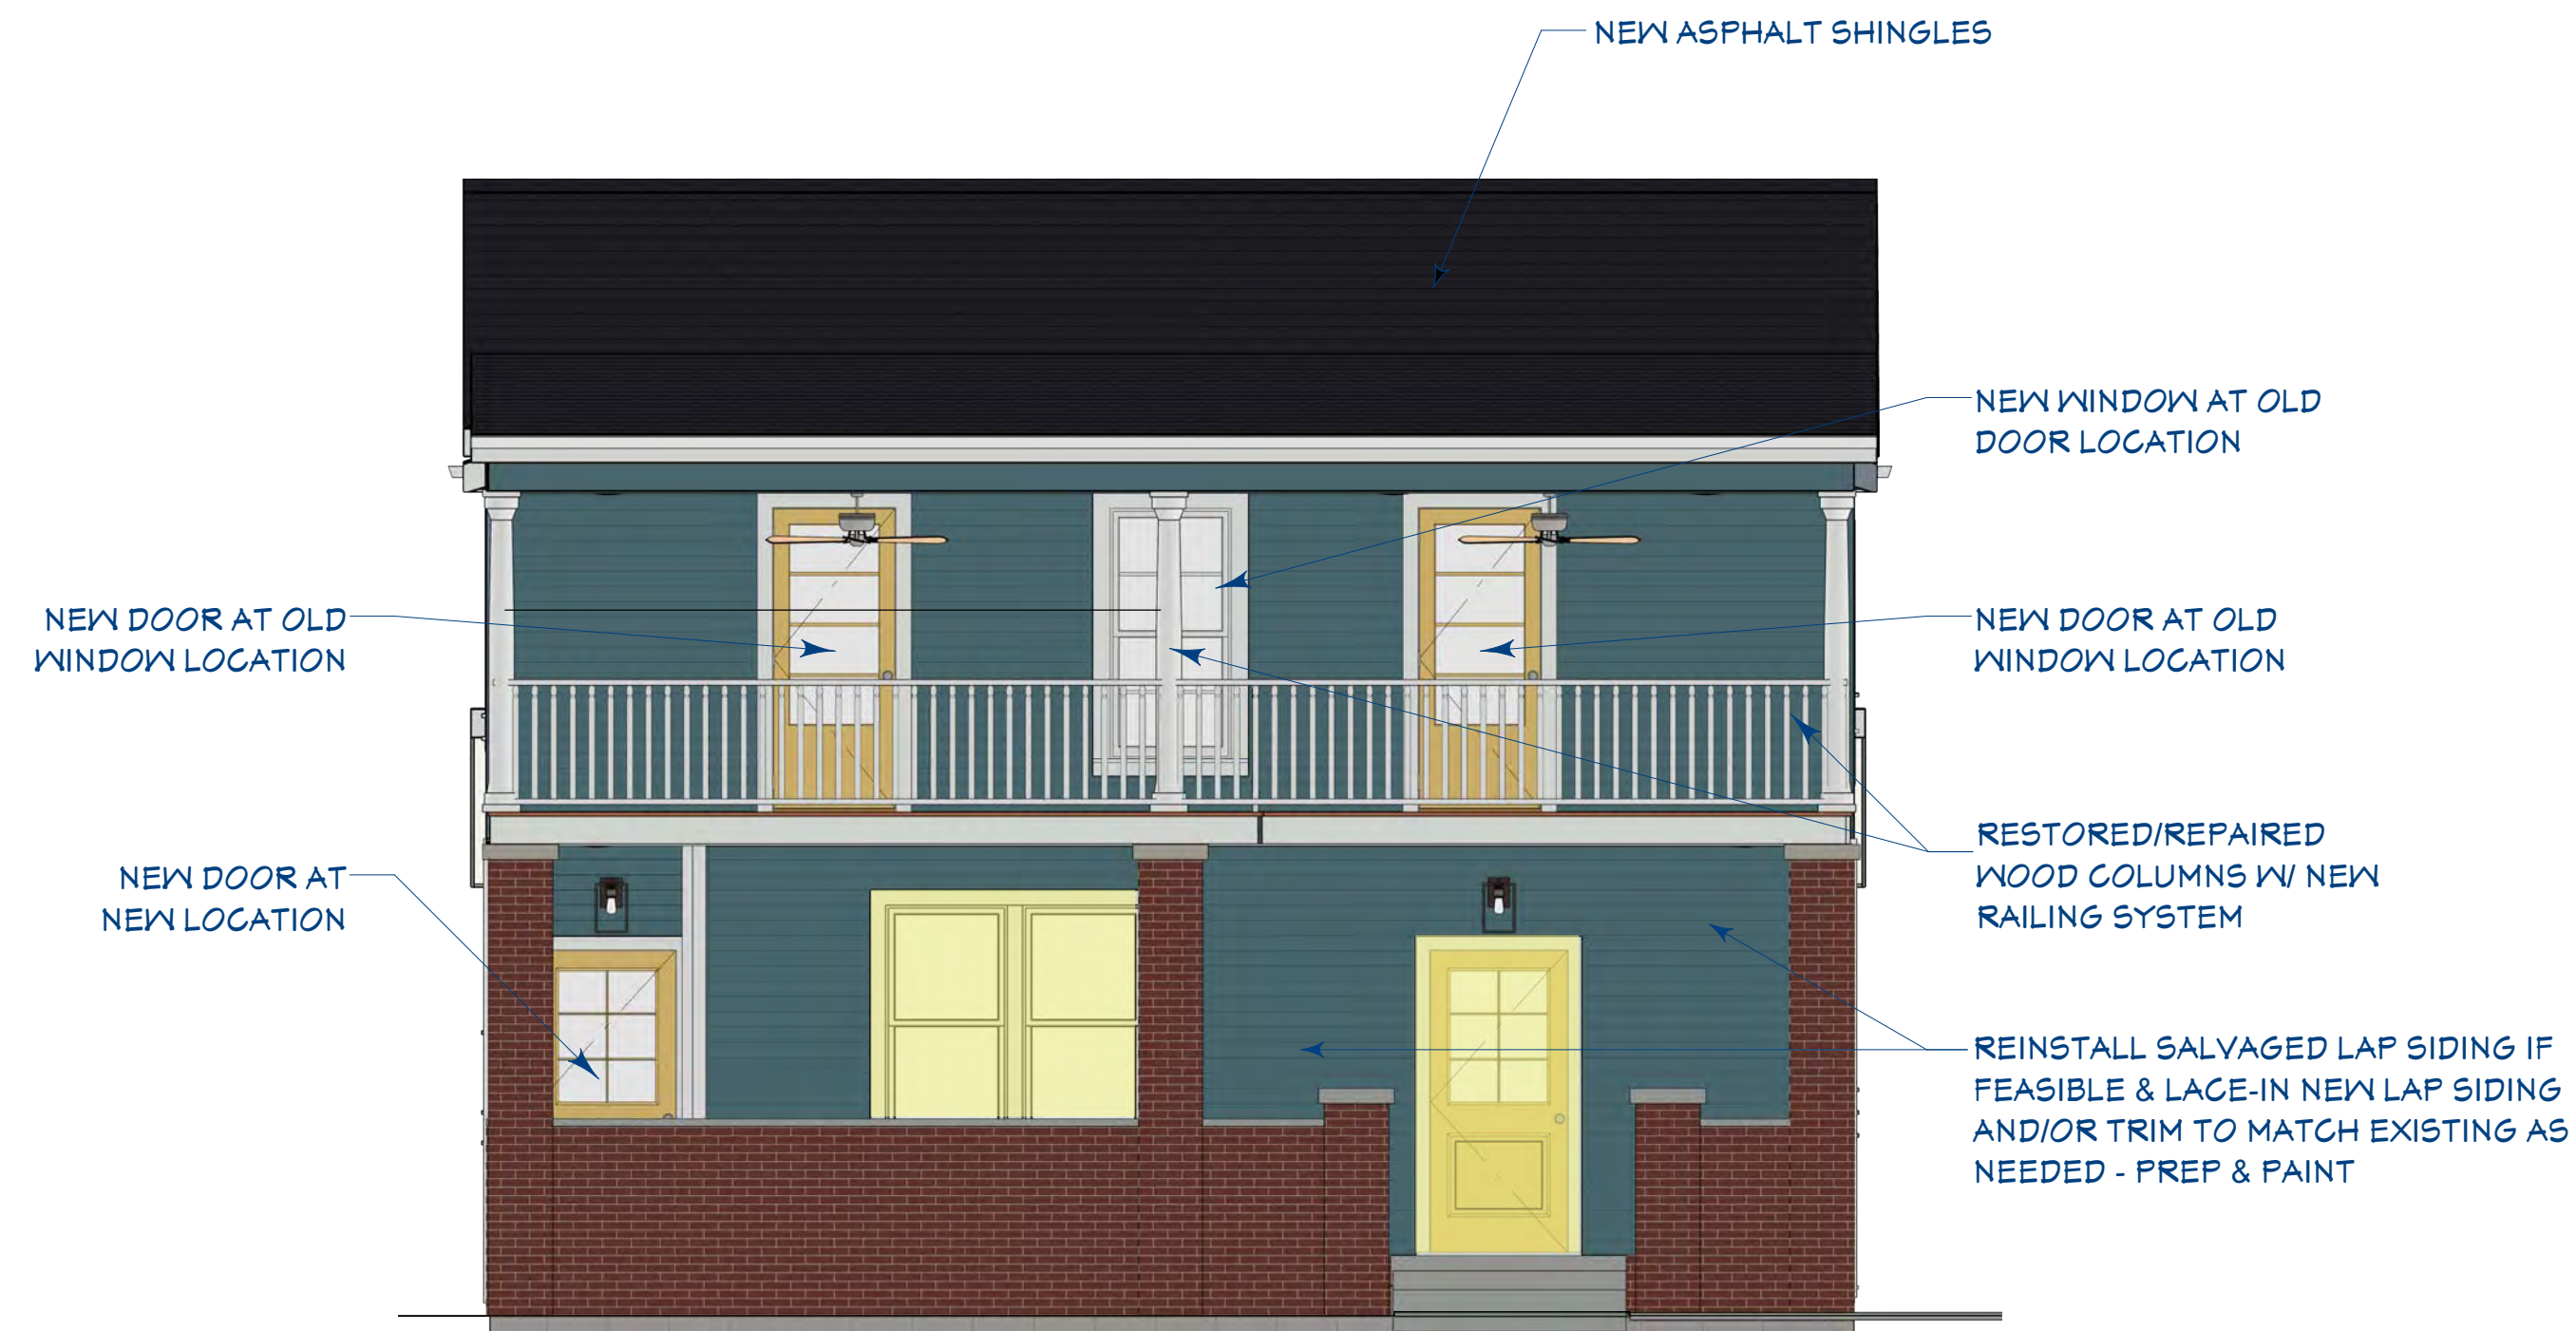 NEW ASPHALT SHINGLES
NEW WINDOW AT OLD
DOOR LOCATION
NEW DOOR AT OLD
WINDOW LOCATION
NEW DOOR AT OLD
WINDOW LOCATION
NEW DOOR AT
NEW LOCATION
RESTORED/REPAIRED
WOOD COLUMNS W/ NEW
RAILING SYSTEM
REINSTALL SALVAGED LAP SIDING IF
FEASIBLE & LACE-IN NEW LAP SIDING
AND/OR TRIM TO MATCH EXISTING AS
NEEDED - PREP & PAINT